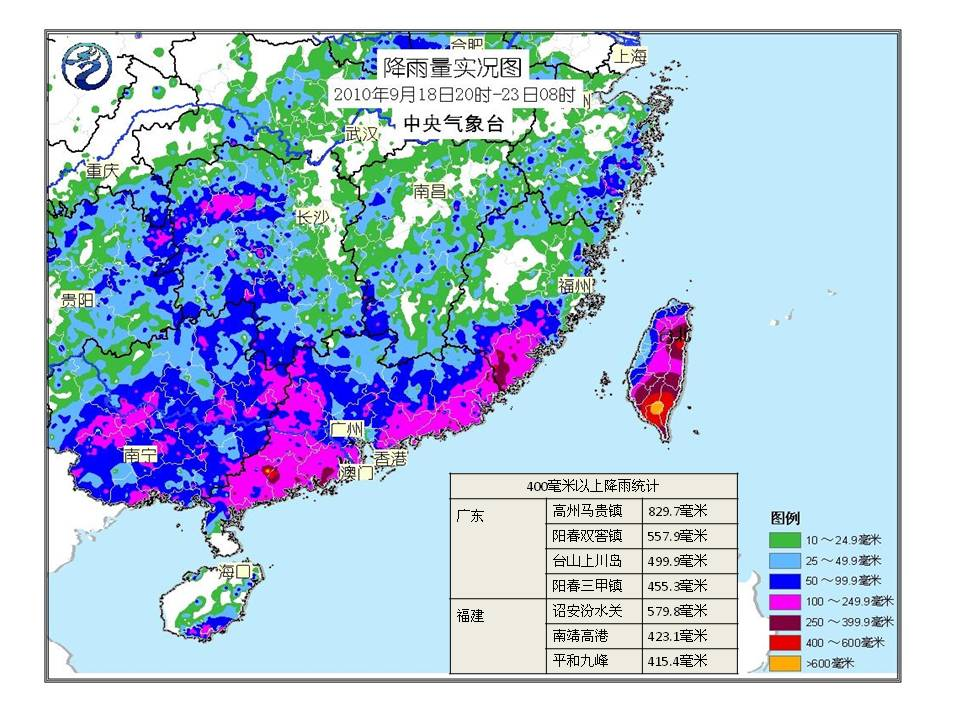 合肥
上海
降雨量实况图
2010年9月18日20时-23日08时
中央气象台
武汉
重庆
南昌
长沙
贵阳
福州
台北
广州
南宁
香港
澳门
海口
400毫米以上降雨统计
广东
高州马贵镇 829.7毫米
阳春双窖镇 557.9毫米
台山上川岛 499.9毫米
阳春三甲镇 455.3毫米
福建
诏安汾水关 579.8毫米
南靖高港 423.1毫米
平和九峰 415.4毫米
图例
10～24.9毫米
25～49.9毫米
50～99.9毫米
100～249.9毫米
250～399.9毫米
400～600毫米
>600毫米